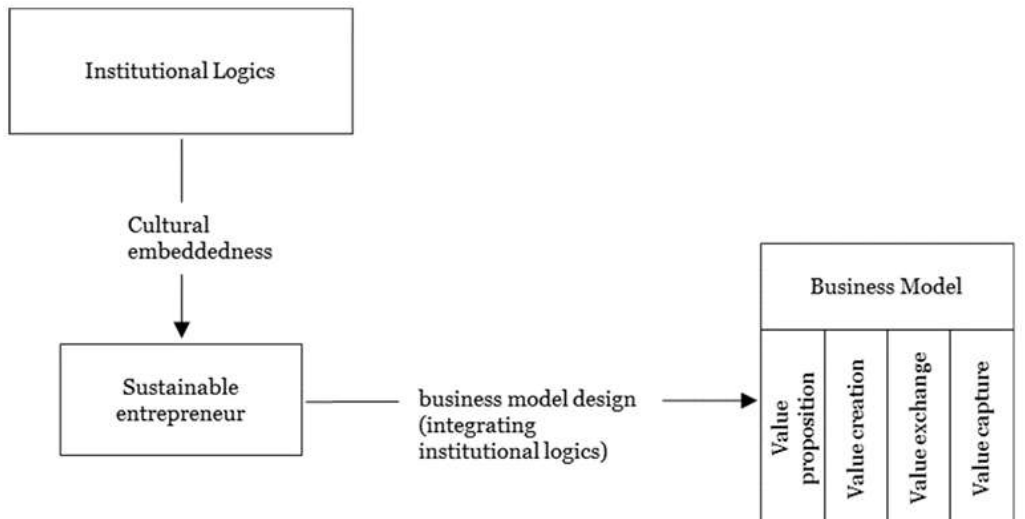 Institutional Logics
Cultural
embeddedness
Sustainable
entrepreneur
business model design
(integrating
institutional logics)
Business Model
Value
proposition
Value creation
Value exchange
Value capture